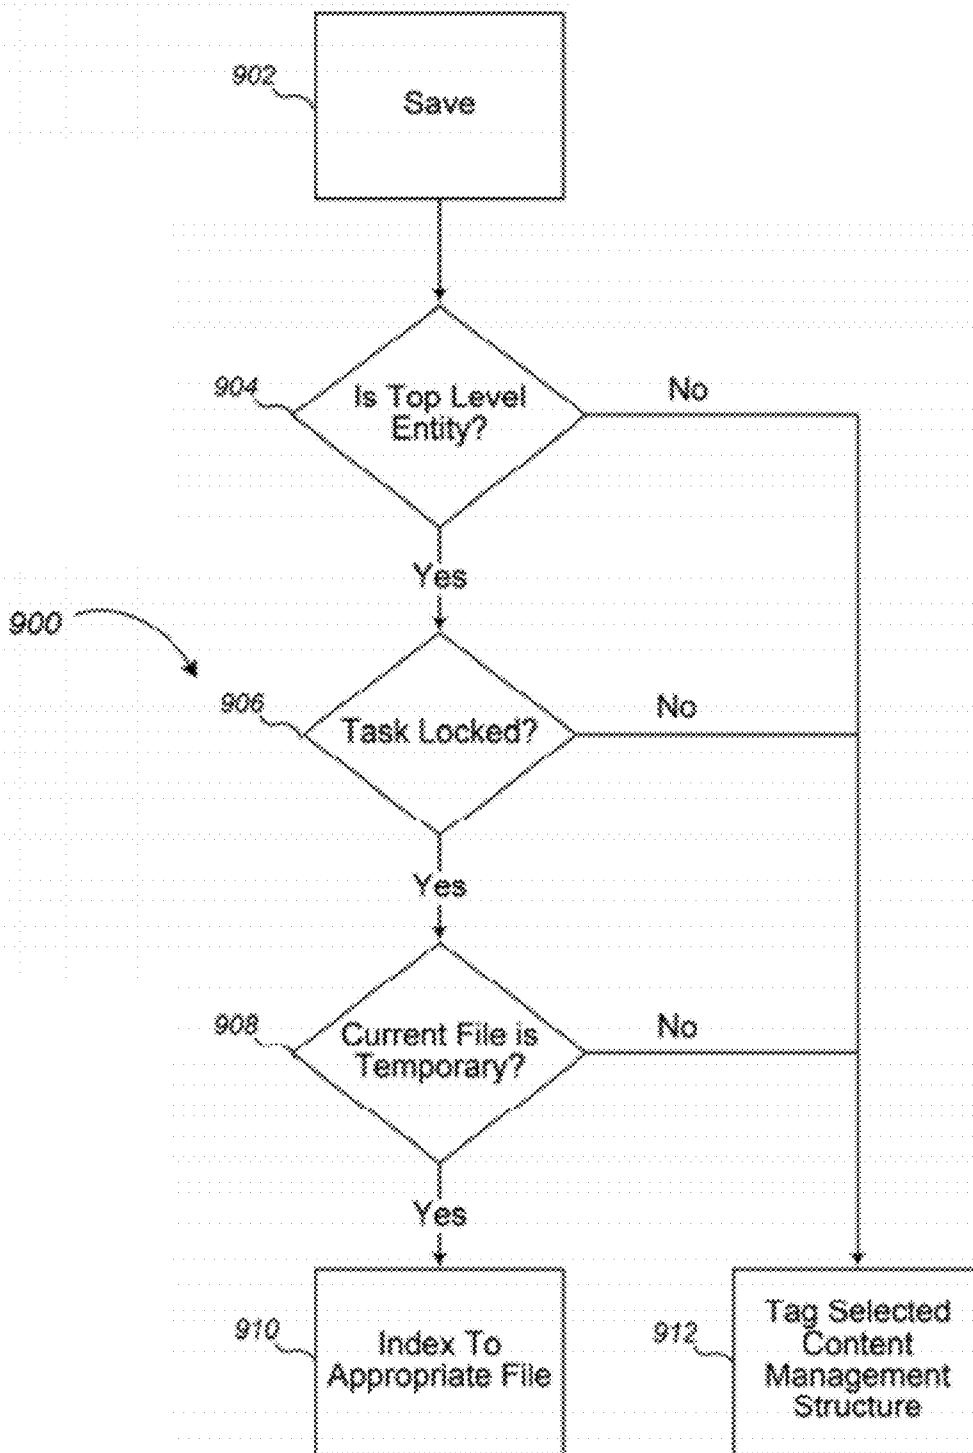 902
Save
904
Is Top Level
Entity?
No
Yes
900
906
Task Locked?
No
Yes
908
Current File is
Temporary?
No
Yes
910
Index To
Appropriate File
912
Tag Selected
Content
Management
Structure